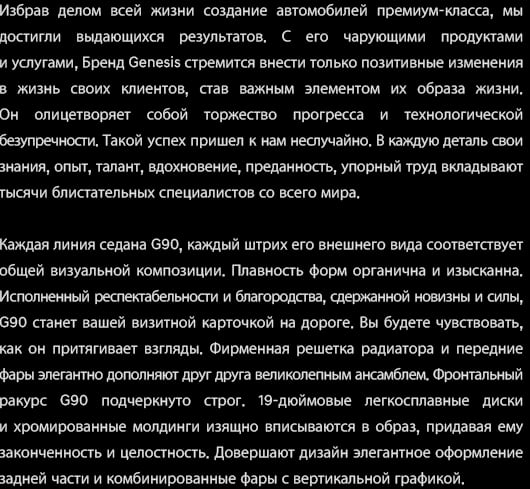 Избрав делом всей жизни создание автомобилей премиум-класса, мы
достигли выдающихся результатов. С его чарующими продуктами
и услугами, Бренд Genesis стремится внести только позитивные изменения
в жизнь своих клиентов, став важным элементом их образа жизни.
Он олицетворяет собой торжество прогресса и технологической
безупречности. Такой успех пришел к нам неслучайно. В каждую деталь свои
знания, опыт, талант, вдохновение, преданность, упорный труд вкладывают
тысячи блистательных специалистов со всего мира.

Каждая линия седана G90, каждый штрих его внешнего вида соответствует
общей визуальной композиции. Плавность форм органична и изысканна.
Исполненный респектабельности и благородства, сдержанной новизны и силы,
G90 станет вашей визитной карточкой на дороге. Вы будете чувствовать,
как он притягивает взгляды. Фирменная решетка радиатора и передние
фары элегантно дополняют друг друга великолепным ансамблем. Фронтальный
ракурс G90 подчеркнуто строг. 19-дюймовые легкосплавные диски
и хромированные молдинги изящно вписываются в образ, придавая ему
законченность и целостность. Довершают дизайн элегантное оформление
задней части и комбинированные фары с вертикальной графикой.